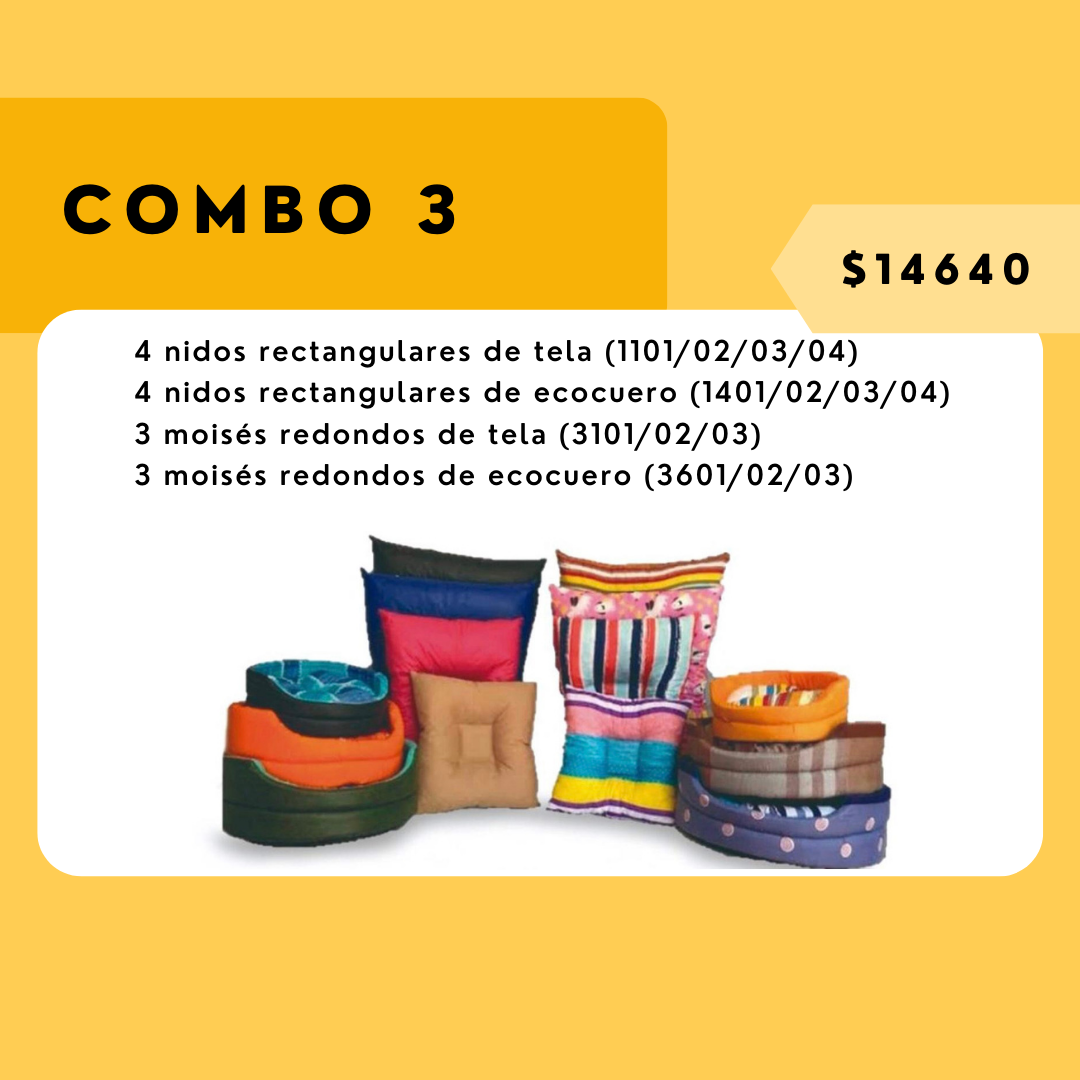 COMBO 3
$14640
4 nidos rectangulares de tela (1101/02/03/04)
4 nidos rectangulares de ecocuero (1401/02/03/04)
3 moisés redondos de tela (3101/02/03)
3 moisés redondos de ecocuero (3601/02/03)